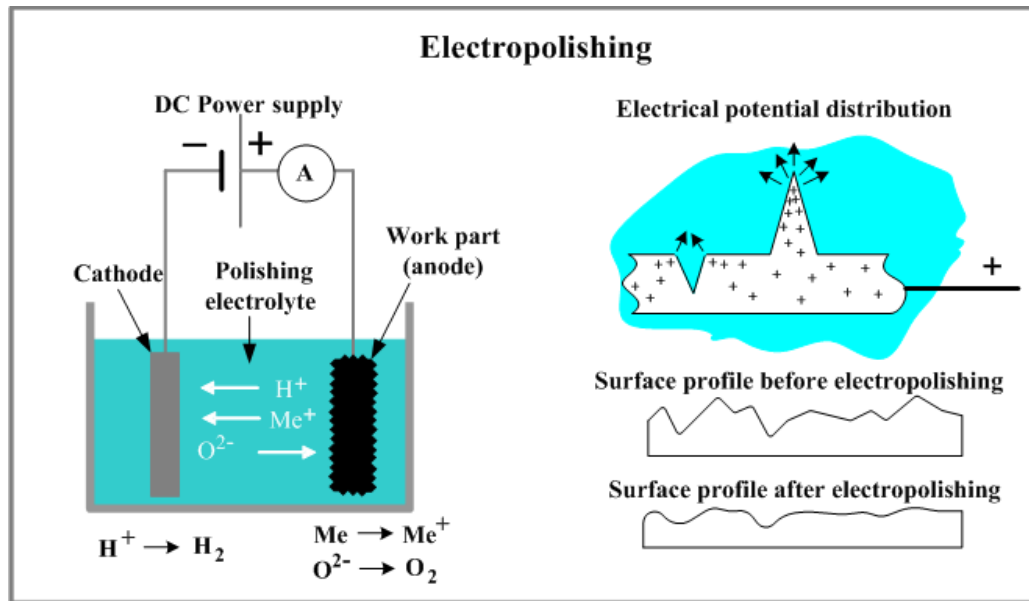 Electropolishing
DC Power supply
− +
A
Work part
(anode)
Cathode
Polishing
electrolyte
H⁺
Me⁺
O²⁻
H⁺ → H₂
Me → Me⁺
O²⁻ → O₂
Electrical potential distribution
+
Surface profile before electropolishing
Surface profile after electropolishing